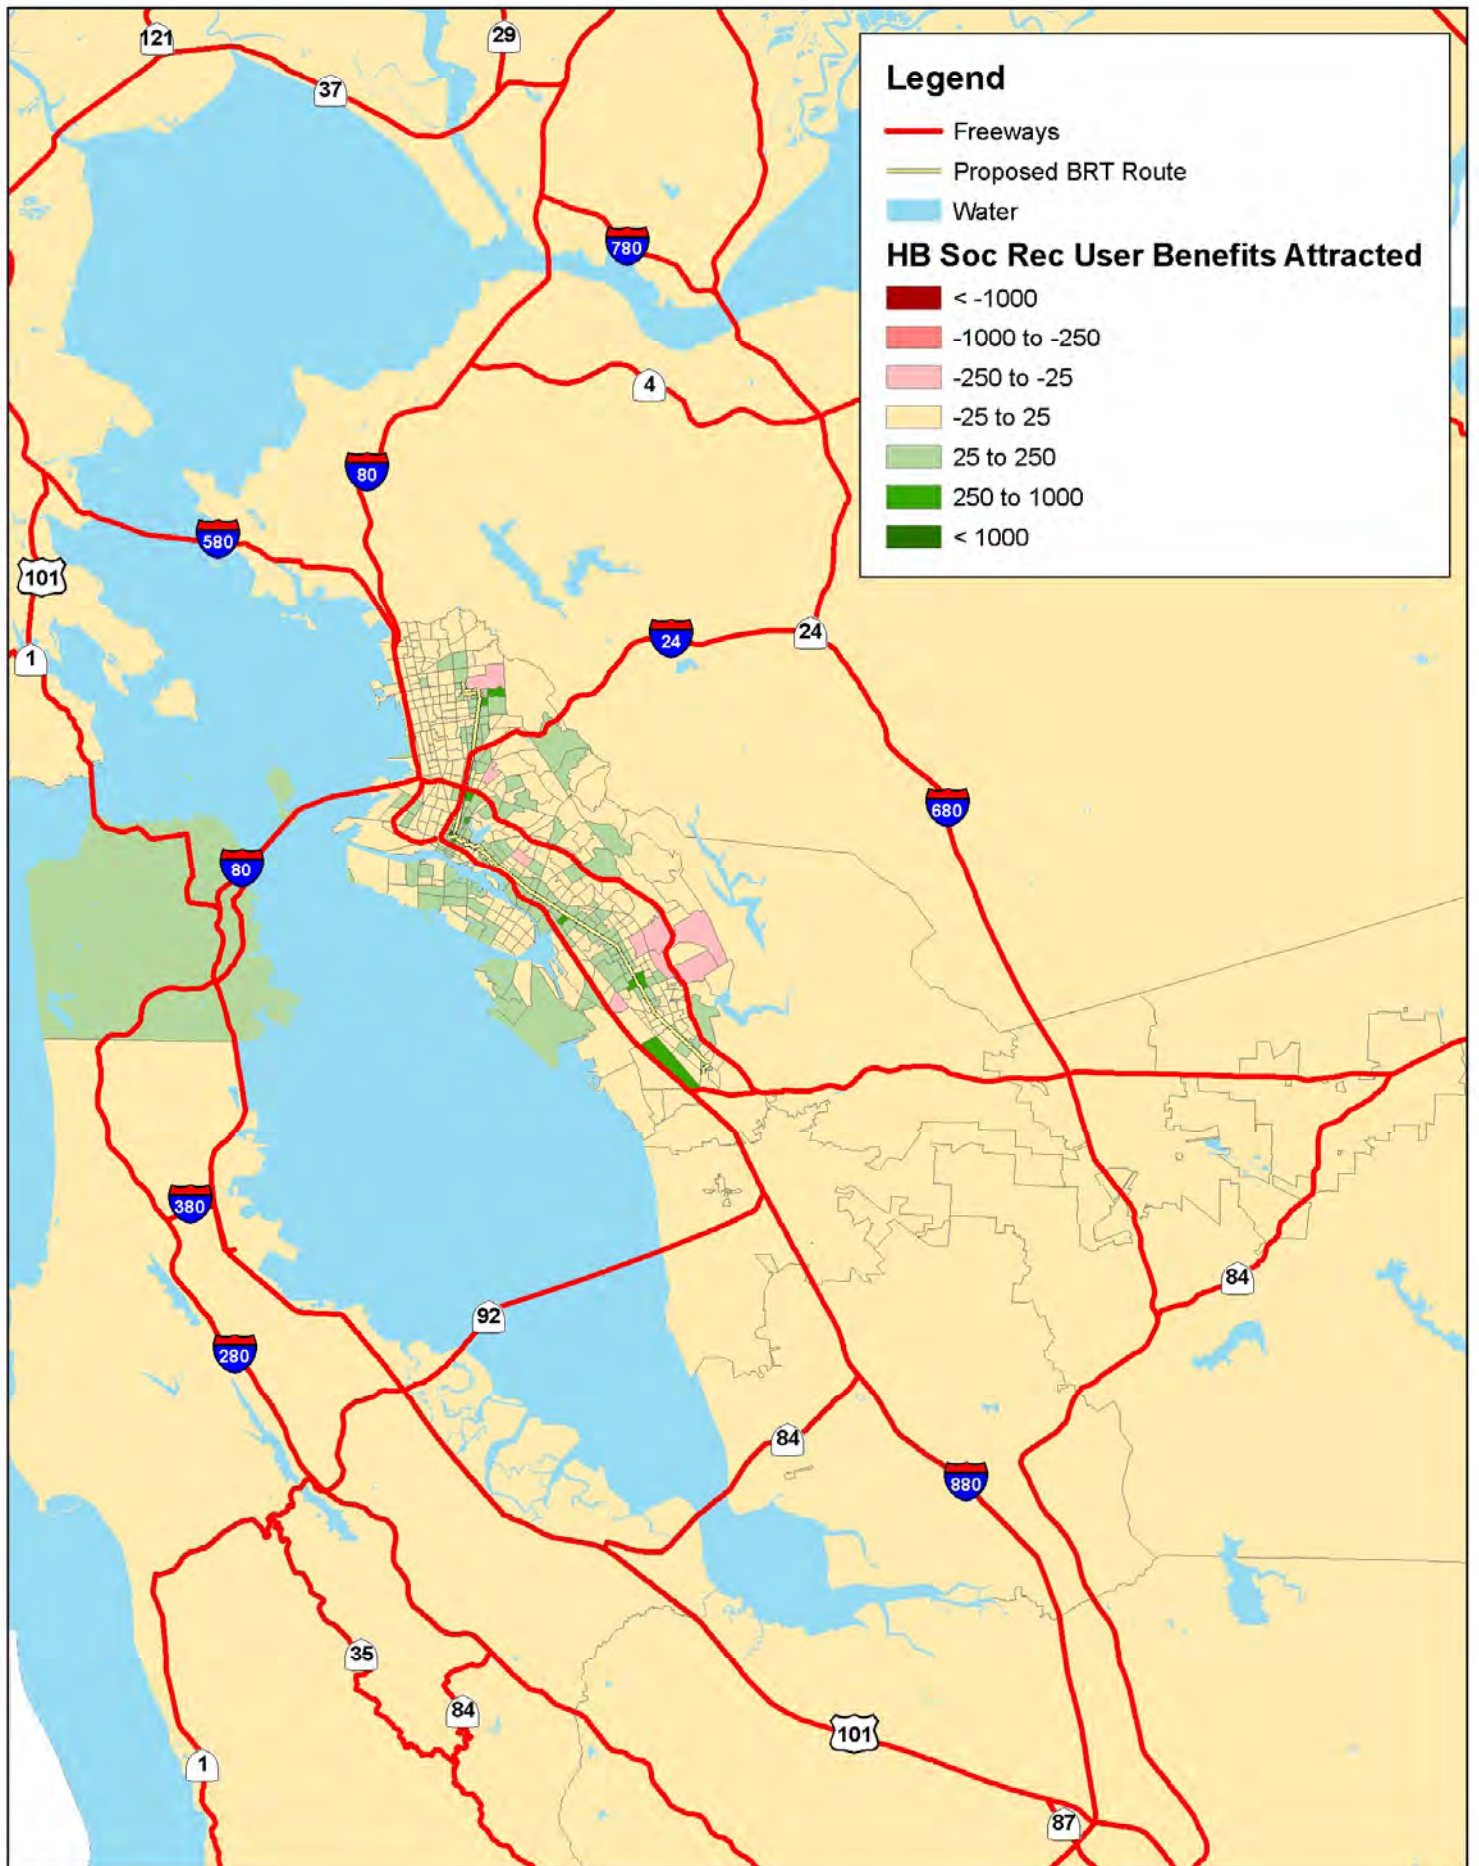 121
29
37
Legend
Freeways
Proposed BRT Route
Water
HB Soc Rec User Benefits Attracted
< -1000
-1000 to -250
-250 to -25
-25 to 25
25 to 250
250 to 1000
< 1000
780
4
80
580
101
1
24
24
680
80
380
84
92
280
84
880
35
84
101
1
87